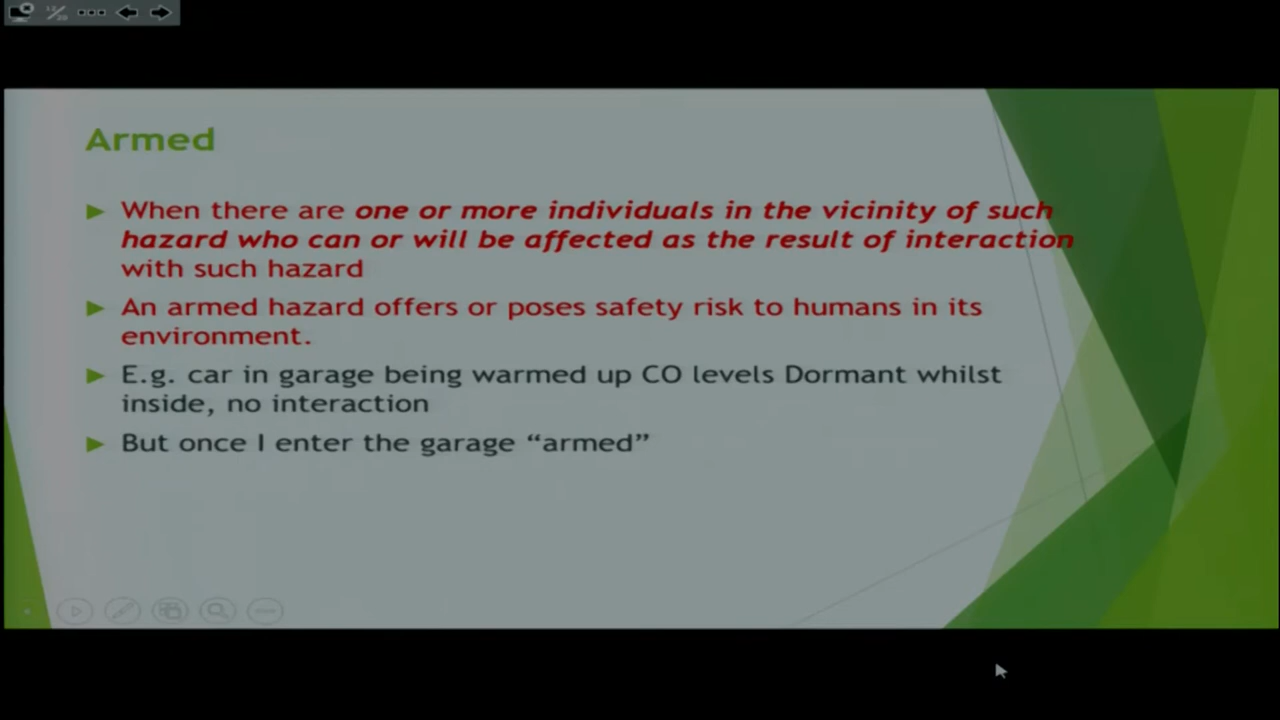 12/20
Armed
When there are one or more individuals in the vicinity of such
hazard who can or will be affected as the result of interaction
with such hazard
An armed hazard offers or poses safety risk to humans in its
environment.
E.g. car in garage being warmed up CO levels Dormant whilst
inside, no interaction
But once I enter the garage “armed”